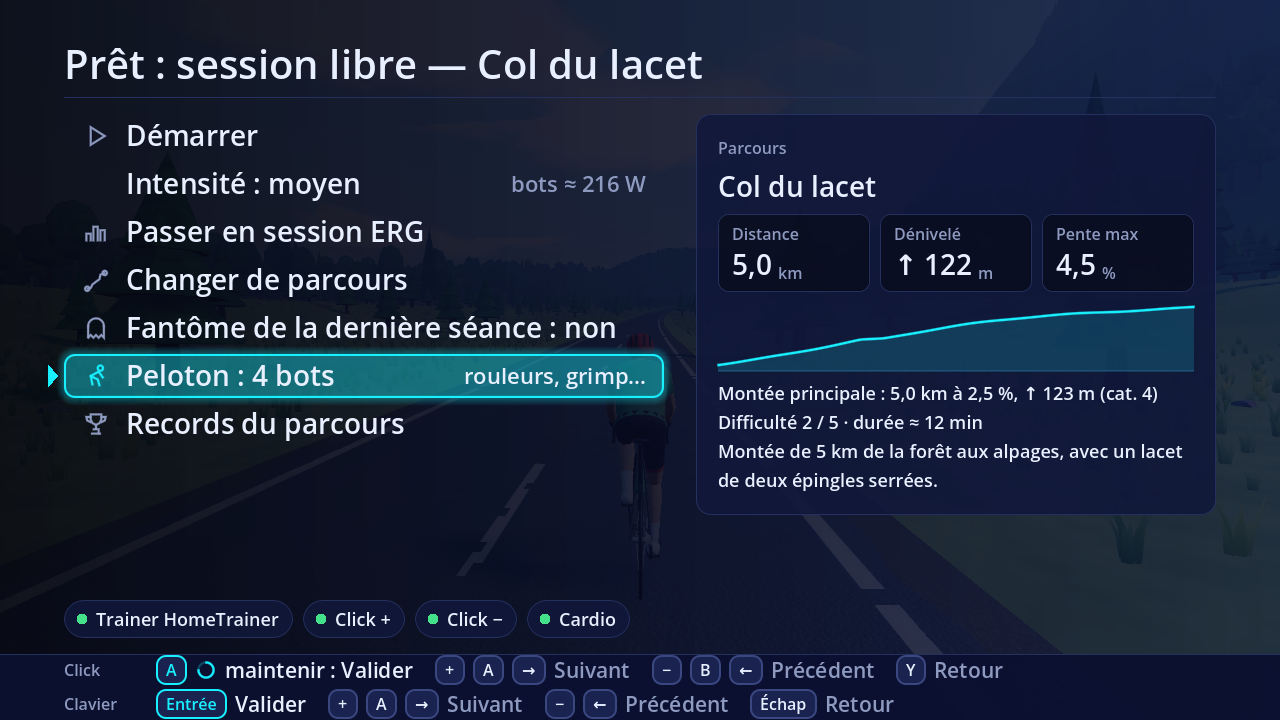 Prêt : session libre — Col du lacet
Démarrer
Intensité : moyen bots ≈ 216 W
Passer en session ERG
Changer de parcours
Fantôme de la dernière séance : non
Peloton : 4 bots rouleurs, grimp...
Records du parcours
Parcours
Col du lacet
Distance
5,0 km
Dénivelé
↑ 122 m
Pente max
4,5 %
Montée principale : 5,0 km à 2,5 %, ↑ 123 m (cat. 4)
Difficulté 2 / 5 · durée ≈ 12 min
Montée de 5 km de la forêt aux alpages, avec un lacet
de deux épingles serrées.
Trainer HomeTrainer
Click +
Click −
Cardio
Click A maintenir : Valider + A → Suivant − B ← Précédent Y Retour
Clavier Entrée Valider + A → Suivant − ← Précédent Échap Retour